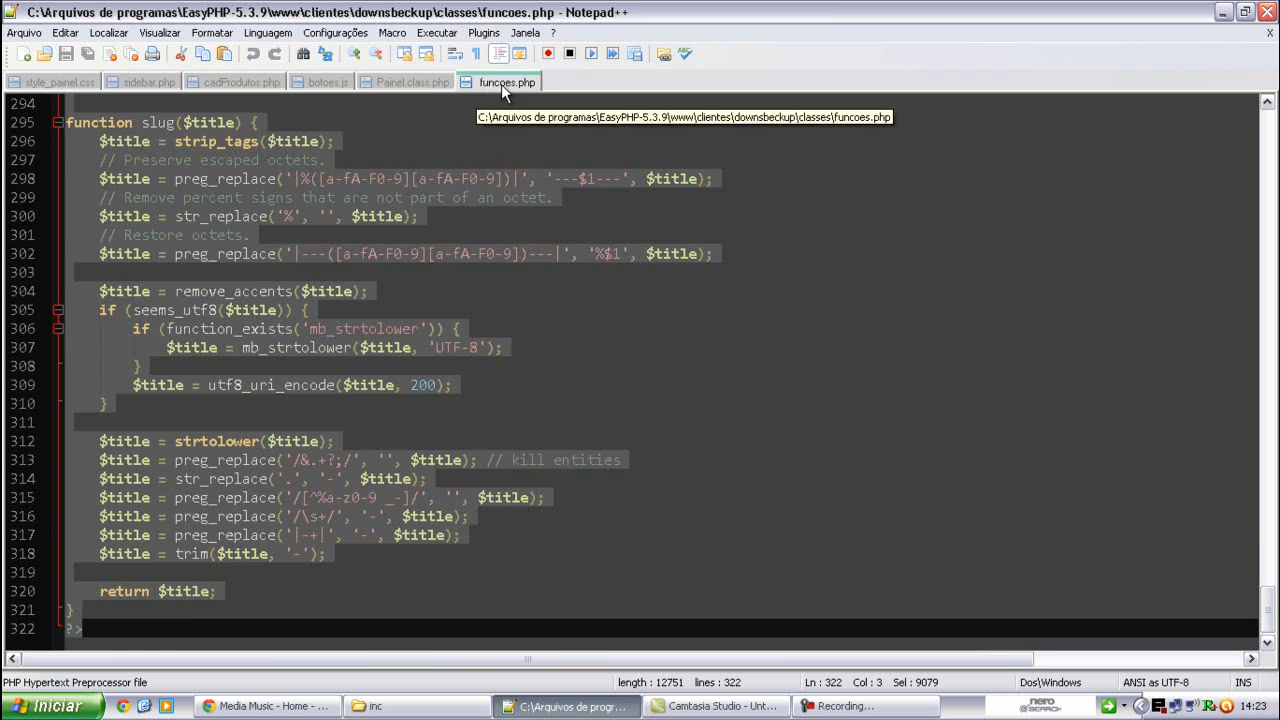 C:\Arquivos de programas\EasyPHP-5.3.9\www\clientes\downsbeckup\classes\funcoes.php - Notepad++
Arquivo Editar Localizar Visualizar Formatar Linguagem Configurações Macro Executar Plugins Janela ? X
style_painel.css sidebar.php cadProdutos.php botoes.js Painel.class.php funcoes.php
294
C:\Arquivos de programas\EasyPHP-5.3.9\www\clientes\downsbeckup\classes\funcoes.php
295 function slug($title) {
296 $title = strip_tags($title);
297 // Preserve escaped octets.
298 $title = preg_replace('|%([a-fA-F0-9][a-fA-F0-9])|', '---$1---', $title);
299 // Remove percent signs that are not part of an octet.
300 $title = str_replace('%', '', $title);
301 // Restore octets.
302 $title = preg_replace('|---([a-fA-F0-9][a-fA-F0-9])---|', '%$1', $title);
303
304 $title = remove_accents($title);
305 if (seems_utf8($title)) {
306 if (function_exists('mb_strtolower')) {
307 $title = mb_strtolower($title, 'UTF-8');
308 }
309 $title = utf8_uri_encode($title, 200);
310 }
311
312 $title = strtolower($title);
313 $title = preg_replace('/&.+?;/', '', $title); // kill entities
314 $title = str_replace('.', '-', $title);
315 $title = preg_replace('/[^%a-z0-9 _-]/', '', $title);
316 $title = preg_replace('/\s+/', '-', $title);
317 $title = preg_replace('|-+|', '-', $title);
318 $title = trim($title, '-');
319
320 return $title;
321 }
322 ?>
PHP Hypertext Preprocessor file length : 12751 lines : 322 Ln : 322 Col : 3 Sel : 9079 Dos\Windows ANSI as UTF-8 INS
Iniciar Media Music - Home - ... inc C:\Arquivos de progr... Camtasia Studio - Unt... Recording... nero SEARCH 14:23